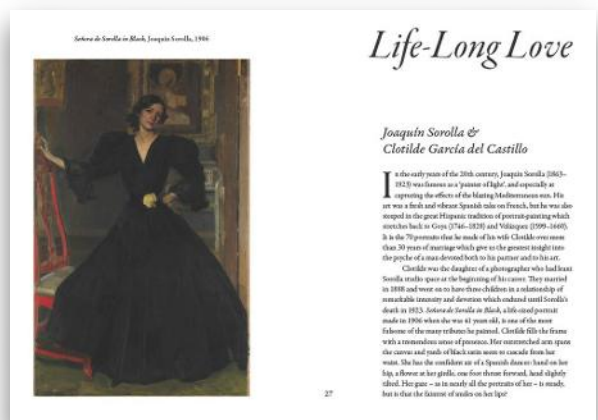 Señora de Sorolla in Black, Joaquín Sorolla, 1906
Life-Long Love
Joaquín Sorolla &
Clotilde García del Castillo
In the early years of the 20th century, Joaquín Sorolla (1863–
1923) was famous as a ‘painter of light’, and especially at
capturing the effects of the blazing Mediterranean sun. His
art was a fresh and vibrant Spanish take on French, but he was also
steeped in the great Hispanic tradition of portrait-painting which
stretches back to Goya (1746–1828) and Velázquez (1599–1660).
It is the 70 portraits that he made of his wife Clotilde over more
than 30 years of marriage which give us the greatest insight into
the psyche of a man devoted both to his partner and to his art.
Clotilde was the daughter of a photographer who had leant
Sorolla studio space at the beginning of his career. They married
in 1888 and went on to have three children in a relationship of
remarkable intensity and devotion which endured until Sorolla's
death in 1923. Señora de Sorolla in Black, a life-sized portrait
made in 1906 when she was 41 years old, is one of the most
fulsome of the many tributes he painted. Clotilde fills the frame
with a tremendous sense of presence. Her outstretched arm spans
the canvas and yards of black satin seem to cascade from her
waist. She has the confident air of a Spanish dancer: hand on her
hip, a flower at her girdle, one foot thrust forward, head slightly
tilted. Her gaze – as in nearly all the portraits of her – is steady,
but is that the faintest of smiles on her lips?
27